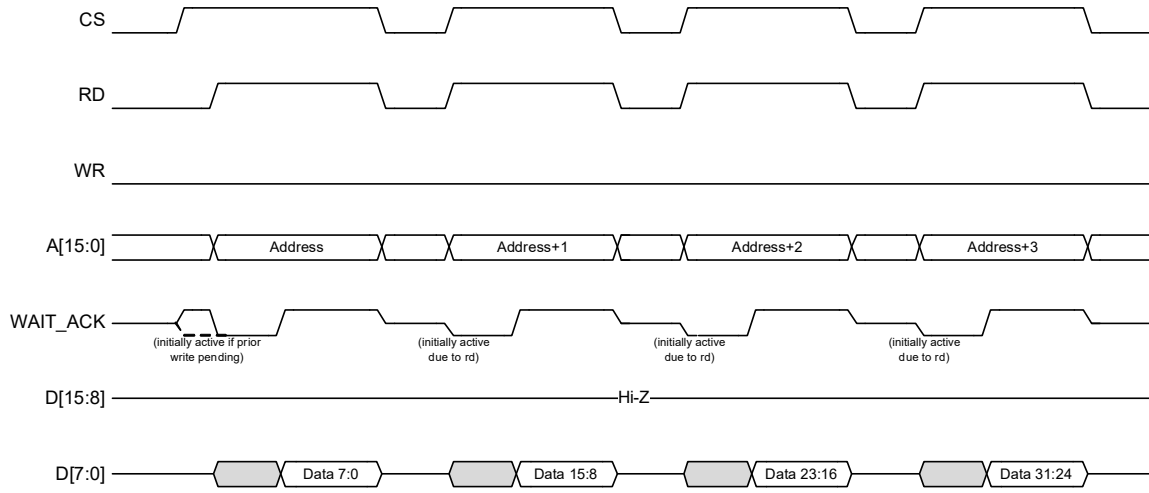 CS
RD
WR
A[15:0]
Address
Address+1
Address+2
Address+3
WAIT_ACK
(initially active if prior
write pending)
(initially active
due to rd)
(initially active
due to rd)
(initially active
due to rd)
D[15:8]
Hi-Z
D[7:0]
Data 7:0
Data 15:8
Data 23:16
Data 31:24